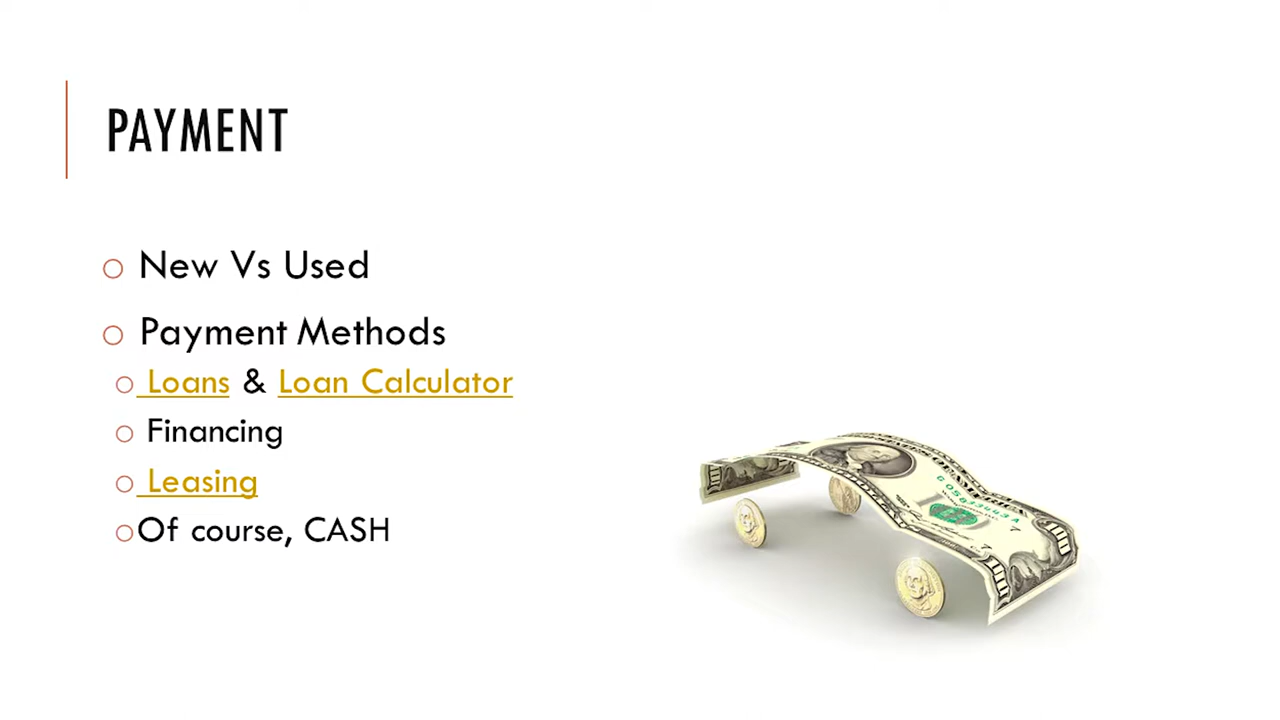 PAYMENT
New Vs Used
Payment Methods
Loans & Loan Calculator
Financing
Leasing
Of course, CASH